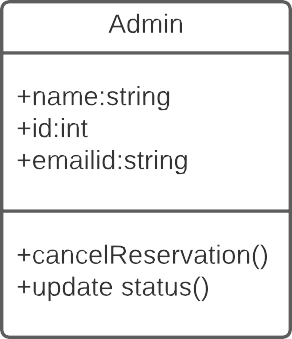 Admin
+name:string
+id:int
+emailid:string
+cancelReservation()
+update status()